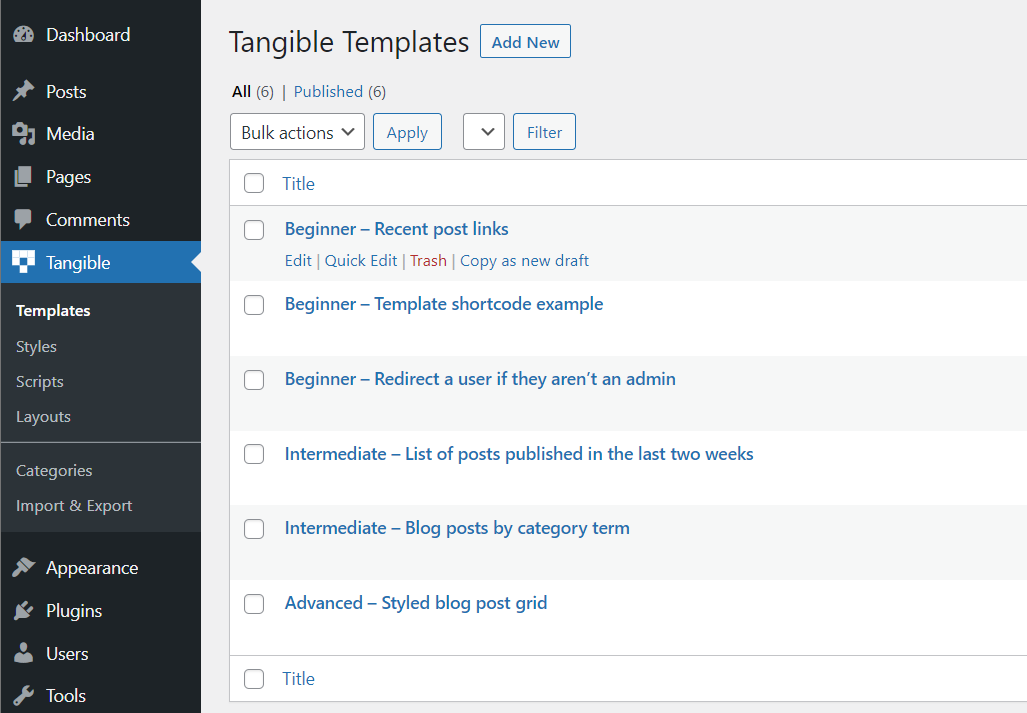 Dashboard
Posts
Media
Pages
Comments
Tangible
Templates
Styles
Scripts
Layouts
Categories
Import & Export
Appearance
Plugins
Users
Tools
Tangible Templates Add New
All (6) | Published (6)
Bulk actions Apply Filter
Title
Beginner – Recent post links
Edit | Quick Edit | Trash | Copy as new draft
Beginner – Template shortcode example
Beginner – Redirect a user if they aren’t an admin
Intermediate – List of posts published in the last two weeks
Intermediate – Blog posts by category term
Advanced – Styled blog post grid
Title